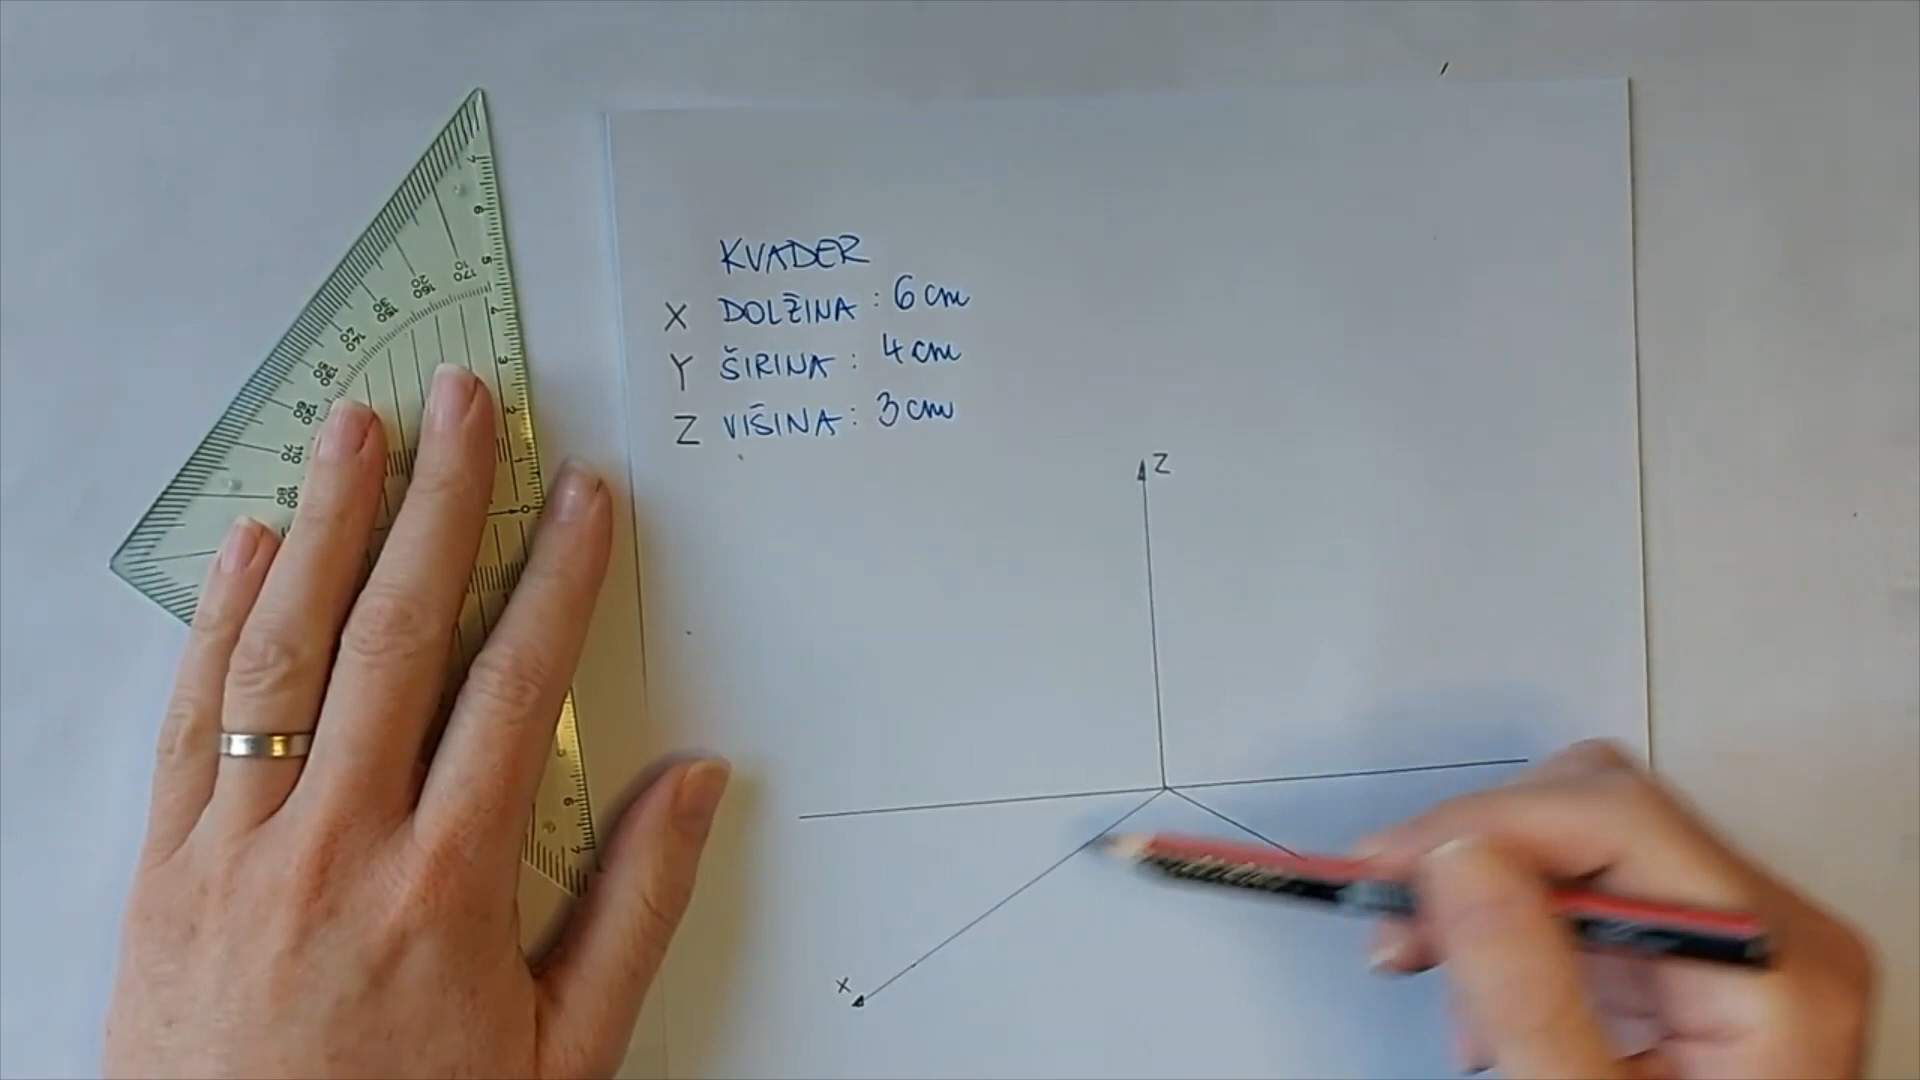 KVADER
X DOLŽINA : 6 cm
Y ŠIRINA : 4 cm
Z VIŠINA : 3 cm
Z
X